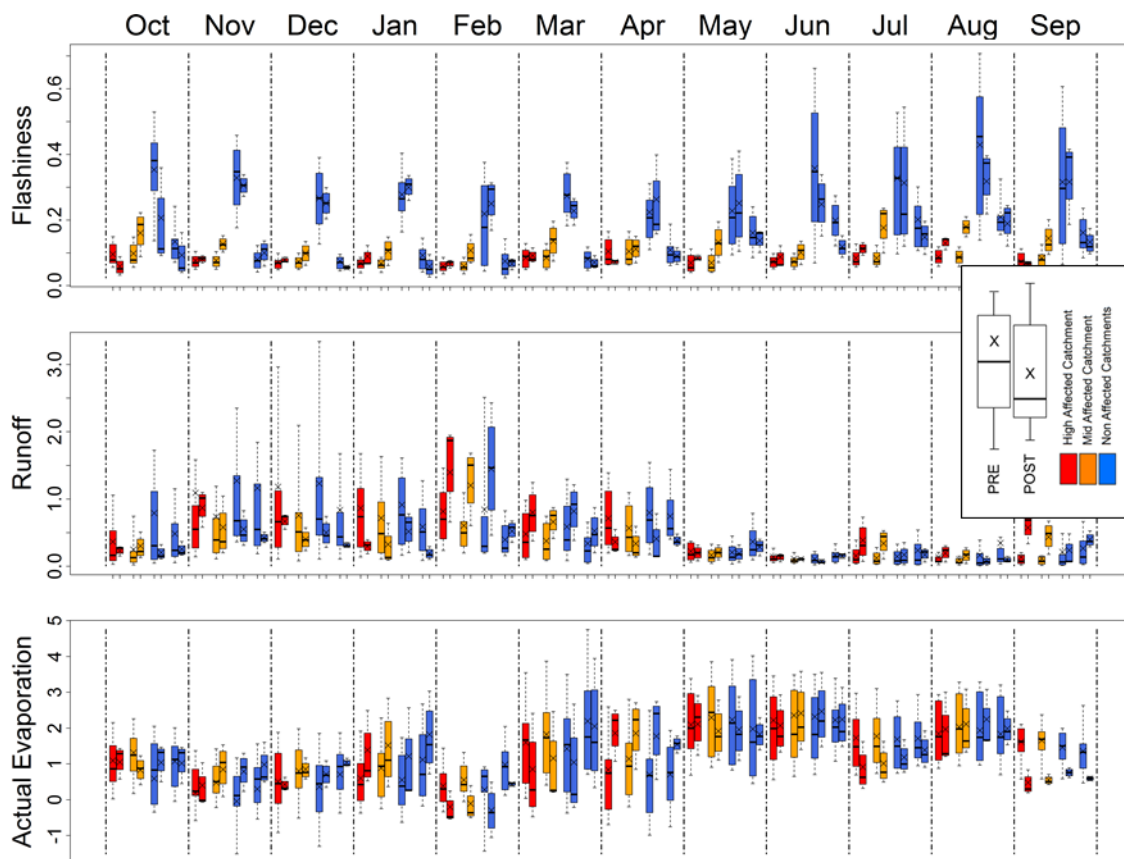 Oct Nov Dec Jan Feb Mar Apr May Jun Jul Aug Sep
Flashiness
0.6
0.4
0.2
0.0
Runoff
3.0
2.0
1.0
0.0
Actual Evaporation
5
4
3
2
1
0
-1
PRE
POST
High Affected Catchment
Mid Affected Catchment
Non Affected Catchments